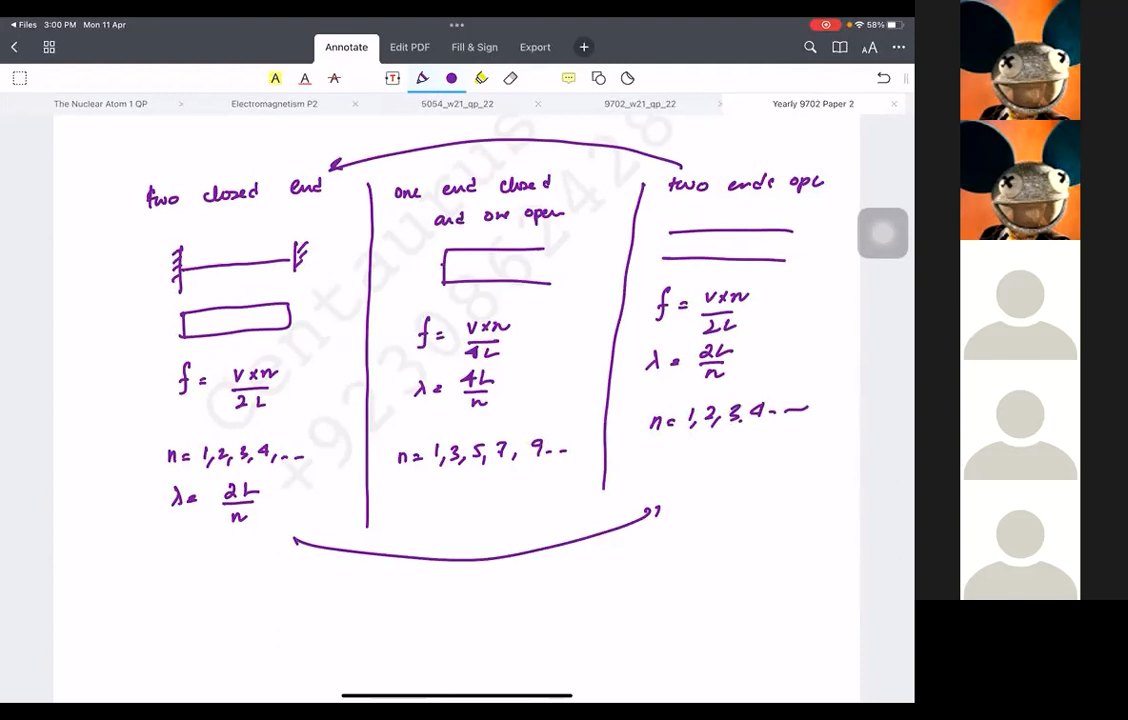 Files 3:00 PM Mon 11 Apr
58%
Annotate Edit PDF Fill & Sign Export
The Nuclear Atom 1 QP Electromagnetism P2 5054_w21_qp_22 9702_w21_qp_22 Yearly 9702 Paper 2
two closed end
f = v×n / 2L
n = 1, 2, 3, 4, ...
λ = 2L / n
one end closed
and one open
f = v×n / 4L
λ = 4L / n
n = 1, 3, 5, 7, 9...
two ends open
f = v×n / 2L
λ = 2L / n
n = 1, 2, 3, 4...
Centaurus
+923098624428